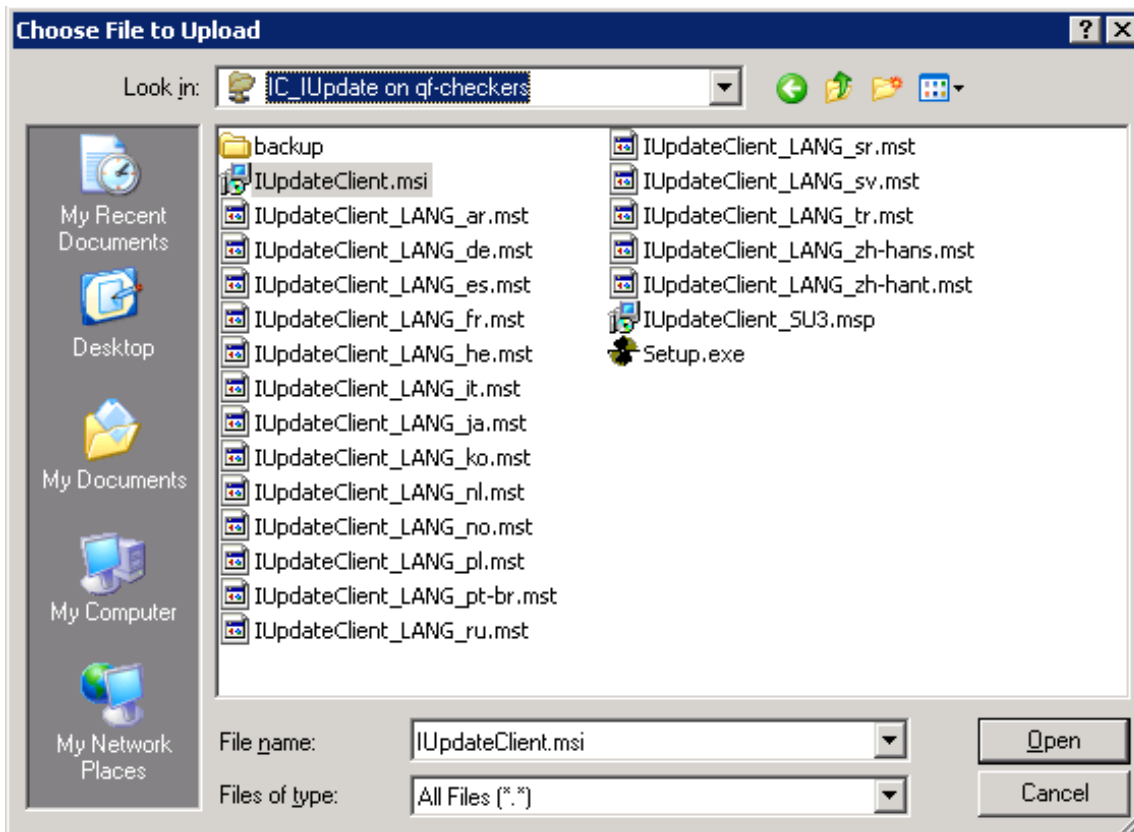 Choose File to Upload
Look in:
IC_IUpdate on qf-checkers
My Recent
Documents
Desktop
My Documents
My Computer
My Network
Places
backup
IUpdateClient.msi
IUpdateClient_LANG_ar.mst
IUpdateClient_LANG_de.mst
IUpdateClient_LANG_es.mst
IUpdateClient_LANG_fr.mst
IUpdateClient_LANG_he.mst
IUpdateClient_LANG_it.mst
IUpdateClient_LANG_ja.mst
IUpdateClient_LANG_ko.mst
IUpdateClient_LANG_nl.mst
IUpdateClient_LANG_no.mst
IUpdateClient_LANG_pl.mst
IUpdateClient_LANG_pt-br.mst
IUpdateClient_LANG_ru.mst
IUpdateClient_LANG_sr.mst
IUpdateClient_LANG_sv.mst
IUpdateClient_LANG_tr.mst
IUpdateClient_LANG_zh-hans.mst
IUpdateClient_LANG_zh-hant.mst
IUpdateClient_SU3.msp
Setup.exe
File name:
IUpdateClient.msi
Open
Files of type:
All Files (*.*)
Cancel